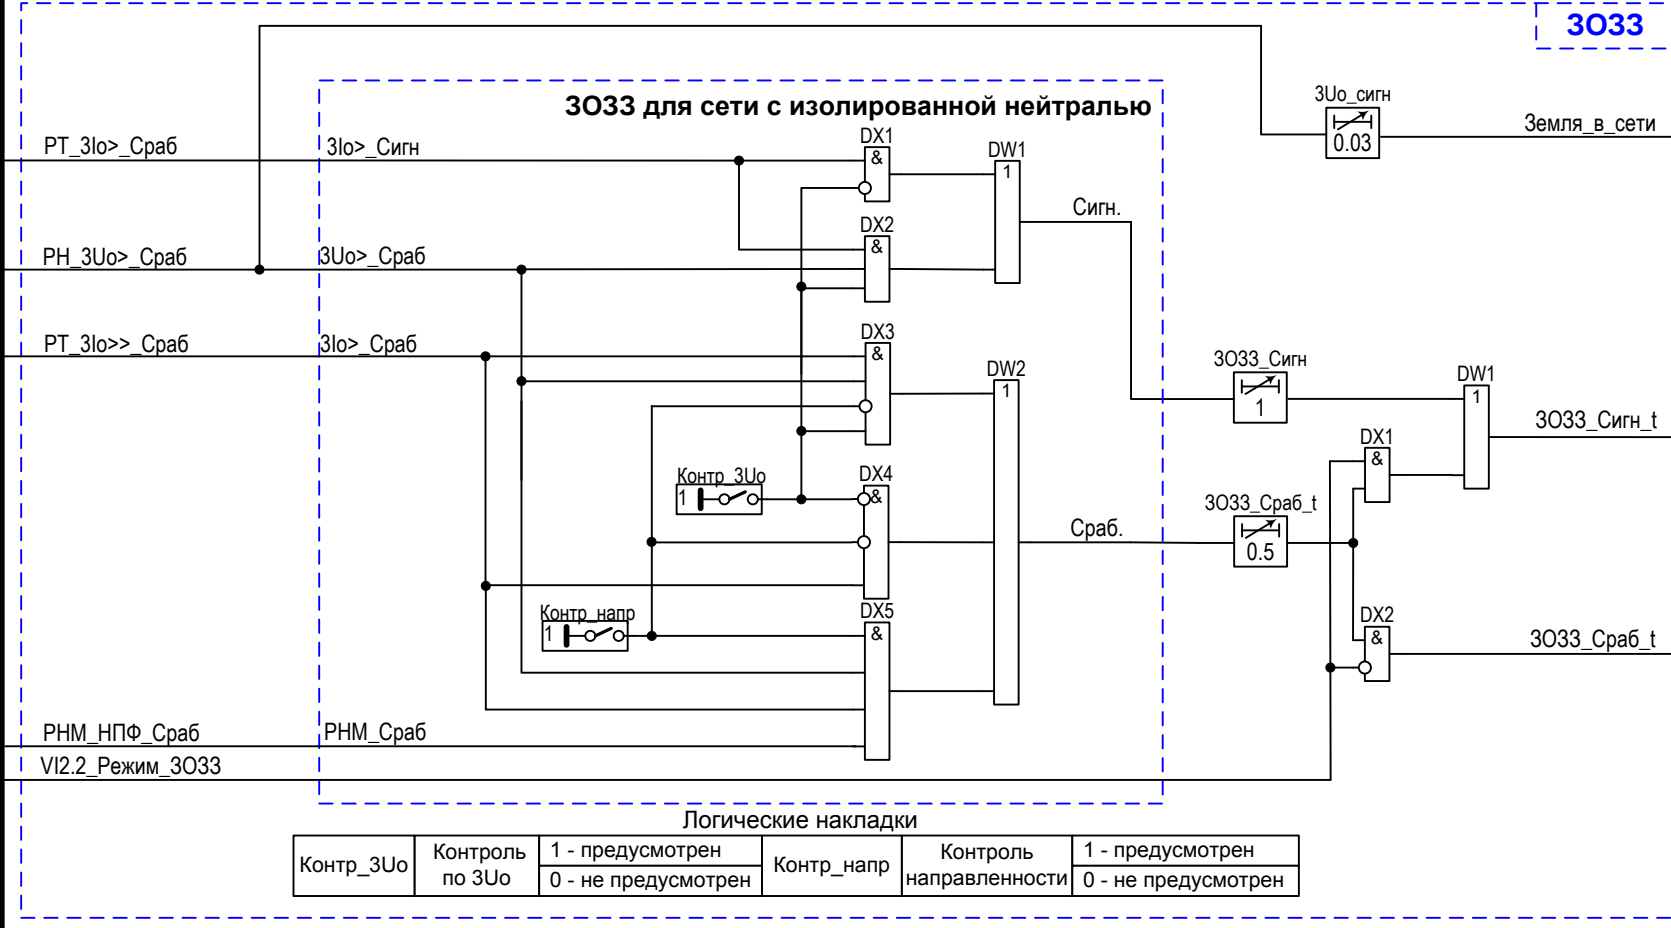 ЗОЗЗ
ЗОЗЗ для сети с изолированной нейтралью
3Uo_сигн
0.03
Земля_в_сети
РТ_3Io>_Сраб
3Io>_Сигн
DX1
&
DW1
1
Сигн.
DX2
&
РН_3Uo>_Сраб
3Uo>_Сраб
РТ_3Io>>_Сраб
3Io>_Сраб
DX3
&
DW2
1
ЗОЗЗ_Сигн
1
DW1
1
ЗОЗЗ_Сигн_t
DX1
&
Контр_3Uo
1
DX4
&
Сраб.
ЗОЗЗ_Сраб_t
0.5
Контр_напр
1
DX5
&
DX2
&
ЗОЗЗ_Сраб_t
РНМ_НПФ_Сраб
РНМ_Сраб
VI2.2_Режим_ЗОЗЗ
Логические накладки
Контр_3Uo
Контроль
по 3Uo
1 - предусмотрен
0 - не предусмотрен
Контр_напр
Контроль
направленности
1 - предусмотрен
0 - не предусмотрен